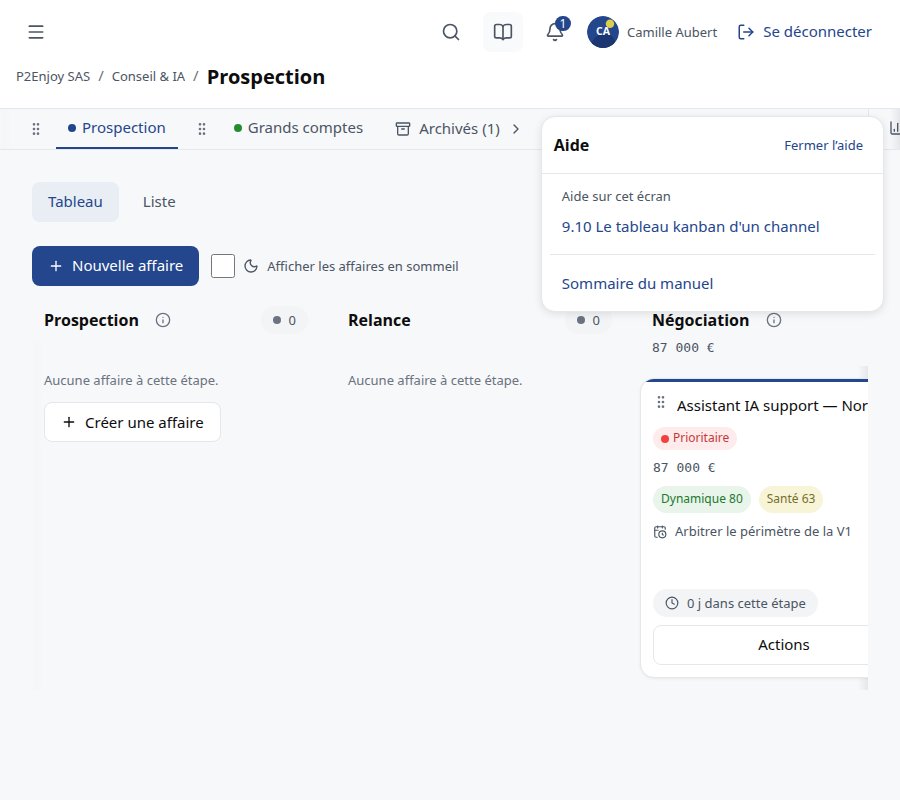 1
CA
Camille Aubert
Se déconnecter
P2Enjoy SAS / Conseil & IA / Prospection
Prospection
Grands comptes
Archivés (1)
Aide
Fermer l’aide
Aide sur cet écran
9.10 Le tableau kanban d'un channel
Sommaire du manuel
Tableau
Liste
Nouvelle affaire
Afficher les affaires en sommeil
Prospection
0
Relance
0
Négociation
87 000 €
Aucune affaire à cette étape.
Créer une affaire
Aucune affaire à cette étape.
Assistant IA support — Nor
Prioritaire
87 000 €
Dynamique 80
Santé 63
Arbitrer le périmètre de la V1
0 j dans cette étape
Actions